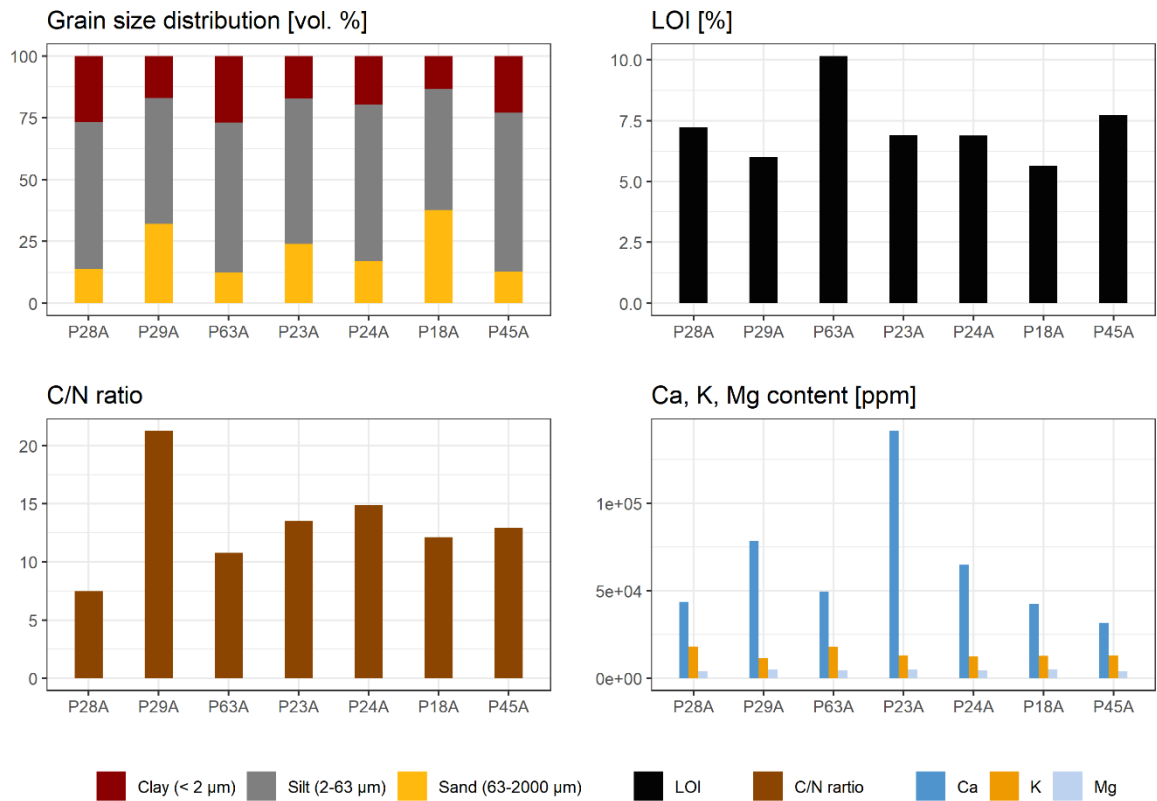 Grain size distribution [vol. %]
100
75
50
25
0
P28A P29A P63A P23A P24A P18A P45A
LOI [%]
10.0
7.5
5.0
2.5
0.0
P28A P29A P63A P23A P24A P18A P45A
C/N ratio
20
15
10
5
0
P28A P29A P63A P23A P24A P18A P45A
Ca, K, Mg content [ppm]
1e+05
5e+04
0e+00
P28A P29A P63A P23A P24A P18A P45A
Clay (< 2 µm) Silt (2-63 µm) Sand (63-2000 µm) LOI C/N rartio Ca K Mg